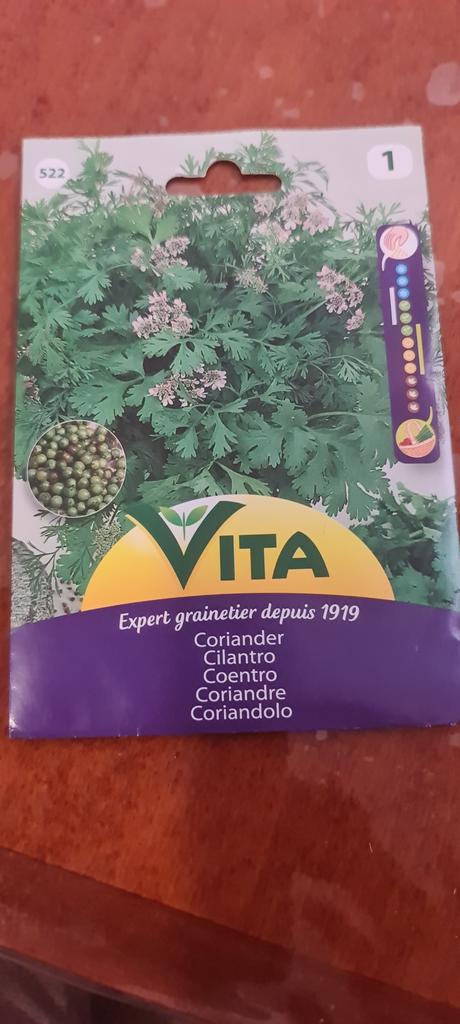 522
1
VITA
Expert grainetier depuis 1919
Coriander
Cilantro
Coentro
Coriandre
Coriandolo